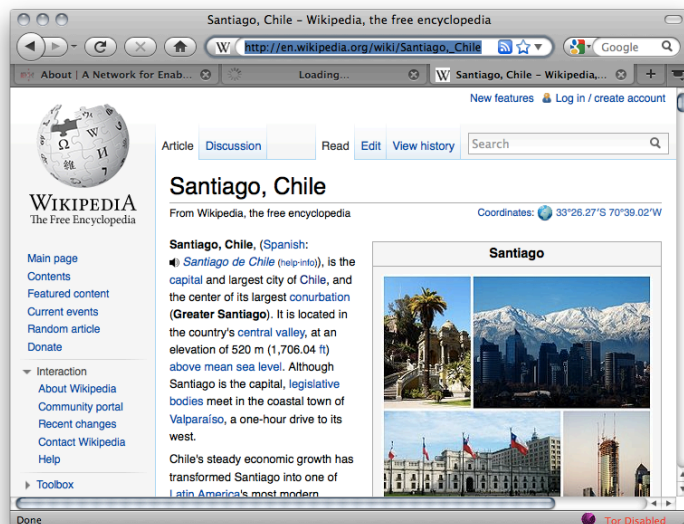 Santiago, Chile – Wikipedia, the free encyclopedia
W http://en.wikipedia.org/wiki/Santiago,_Chile
Google
About | A Network for Enab...
Loading...
W Santiago, Chile – Wikipedia,...
New features Log in / create account
Article Discussion Read Edit View history
Search
WIKIPEDIA
The Free Encyclopedia
Main page
Contents
Featured content
Current events
Random article
Donate
Interaction
About Wikipedia
Community portal
Recent changes
Contact Wikipedia
Help
Toolbox
Santiago, Chile
From Wikipedia, the free encyclopedia
Coordinates: 33°26.27′S 70°39.02′W
Santiago, Chile, (Spanish:
Santiago de Chile (help·info)), is the
capital and largest city of Chile, and
the center of its largest conurbation
(Greater Santiago). It is located in
the country's central valley, at an
elevation of 520 m (1,706.04 ft)
above mean sea level. Although
Santiago is the capital, legislative
bodies meet in the coastal town of
Valparaíso, a one-hour drive to its
west.
Chile's steady economic growth has
transformed Santiago into one of
Latin America's most modern
Santiago
Done
Tor Disabled